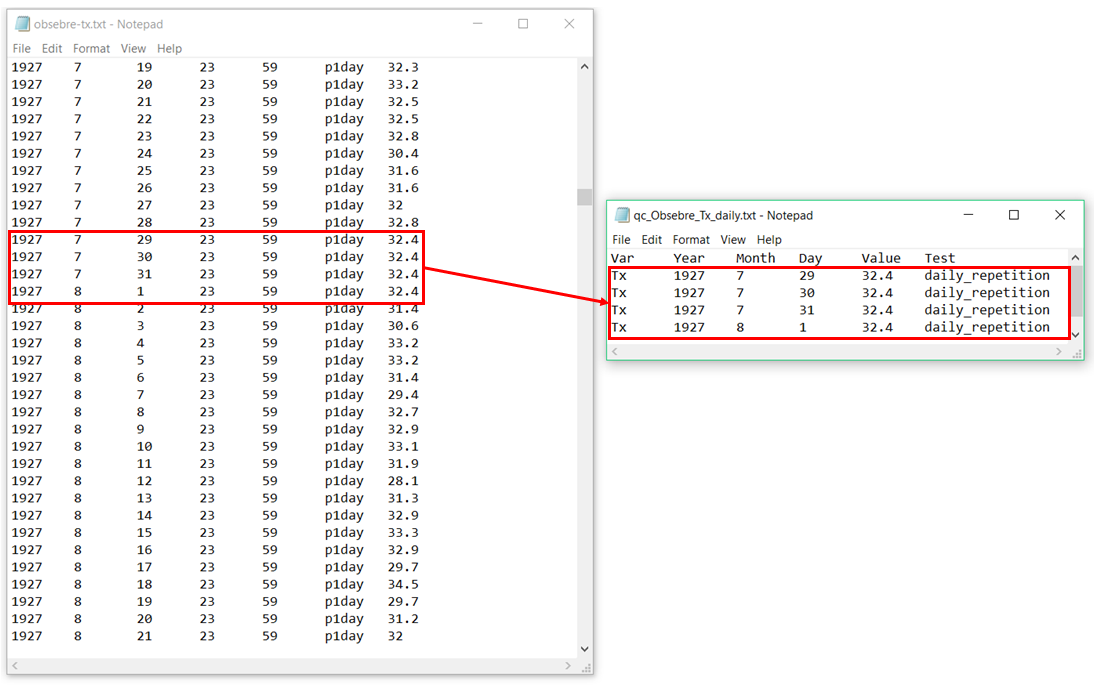 obsebre-tx.txt - Notepad
File Edit Format View Help
1927 7 19 23 59 p1day 32.3
1927 7 20 23 59 p1day 33.2
1927 7 21 23 59 p1day 32.5
1927 7 22 23 59 p1day 32.5
1927 7 23 23 59 p1day 32.8
1927 7 24 23 59 p1day 30.4
1927 7 25 23 59 p1day 31.6
1927 7 26 23 59 p1day 31.6
1927 7 27 23 59 p1day 32
1927 7 28 23 59 p1day 32.8
1927 7 29 23 59 p1day 32.4
1927 7 30 23 59 p1day 32.4
1927 7 31 23 59 p1day 32.4
1927 8 1 23 59 p1day 32.4
1927 8 2 23 59 p1day 31.4
1927 8 3 23 59 p1day 30.6
1927 8 4 23 59 p1day 33.2
1927 8 5 23 59 p1day 33.2
1927 8 6 23 59 p1day 31.4
1927 8 7 23 59 p1day 29.4
1927 8 8 23 59 p1day 32.7
1927 8 9 23 59 p1day 32.9
1927 8 10 23 59 p1day 33.1
1927 8 11 23 59 p1day 31.9
1927 8 12 23 59 p1day 28.1
1927 8 13 23 59 p1day 31.3
1927 8 14 23 59 p1day 32.9
1927 8 15 23 59 p1day 33.3
1927 8 16 23 59 p1day 32.9
1927 8 17 23 59 p1day 29.7
1927 8 18 23 59 p1day 34.5
1927 8 19 23 59 p1day 29.7
1927 8 20 23 59 p1day 31.2
1927 8 21 23 59 p1day 32
qc_Obsebre_Tx_daily.txt - Notepad
File Edit Format View Help
Var Year Month Day Value Test
Tx 1927 7 29 32.4 daily_repetition
Tx 1927 7 30 32.4 daily_repetition
Tx 1927 7 31 32.4 daily_repetition
Tx 1927 8 1 32.4 daily_repetition